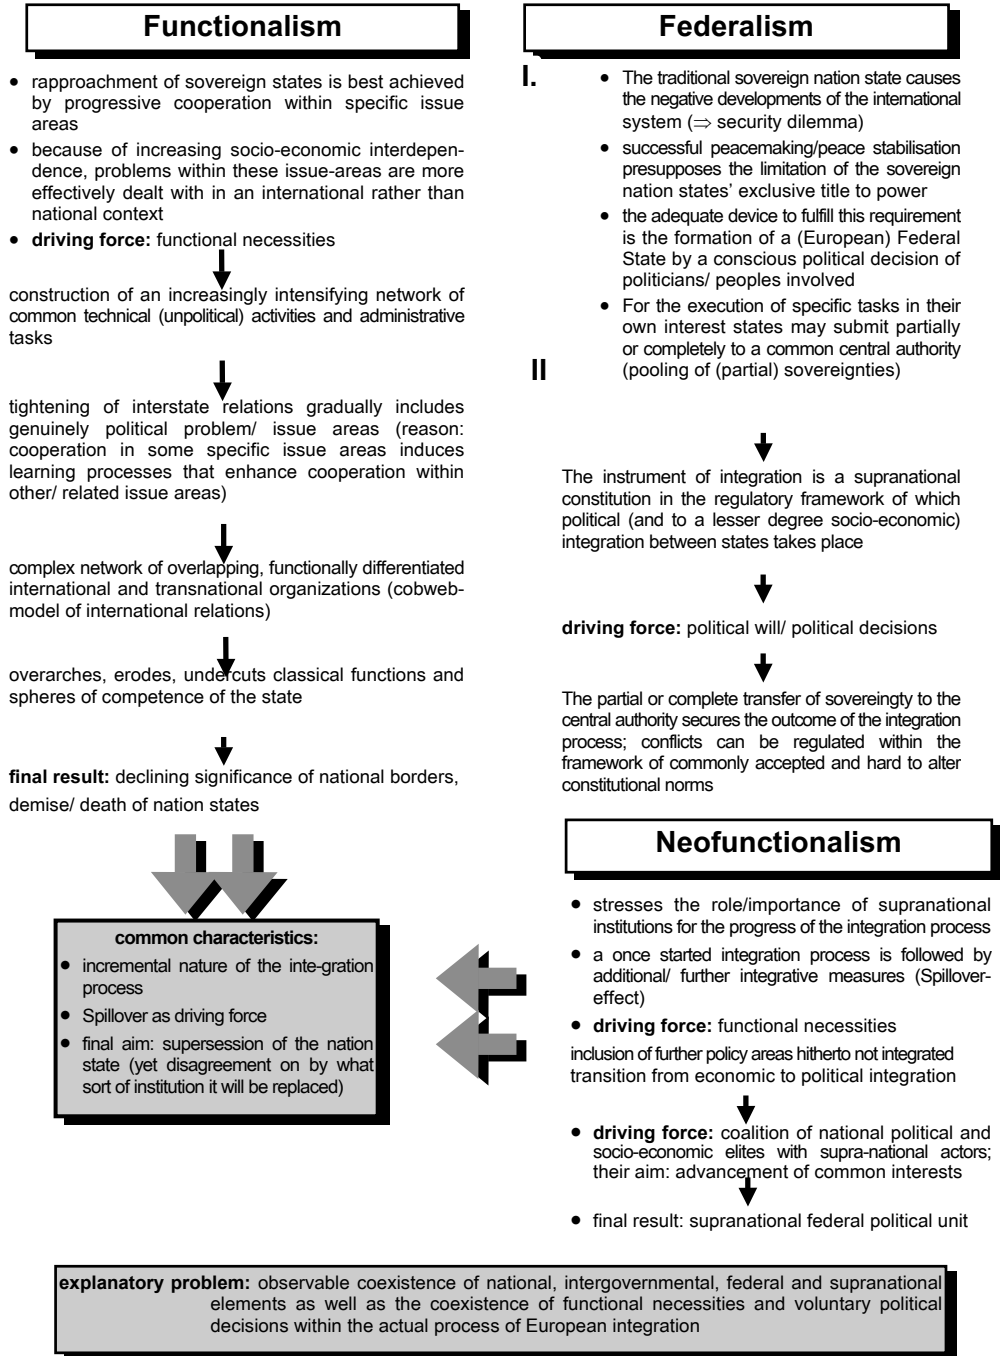 Functionalism
• rapproachment of sovereign states is best achieved
by progressive cooperation within specific issue
areas
• because of increasing socio-economic interdepen-
dence, problems within these issue-areas are more
effectively dealt with in an international rather than
national context
• driving force: functional necessities
construction of an increasingly intensifying network of
common technical (unpolitical) activities and administrative
tasks
tightening of interstate relations gradually includes
genuinely political problem/ issue areas (reason:
cooperation in some specific issue areas induces
learning processes that enhance cooperation within
other/ related issue areas)
complex network of overlapping, functionally differentiated
international and transnational organizations (cobweb-
model of international relations)
overarches, erodes, undercuts classical functions and
spheres of competence of the state
final result: declining significance of national borders,
demise/ death of nation states
Federalism
I.
• The traditional sovereign nation state causes
the negative developments of the international
system (⇒ security dilemma)
• successful peacemaking/peace stabilisation
presupposes the limitation of the sovereign
nation states' exclusive title to power
• the adequate device to fulfill this requirement
is the formation of a (European) Federal
State by a conscious political decision of
politicians/ peoples involved
• For the execution of specific tasks in their
own interest states may submit partially
or completely to a common central authority
II
(pooling of (partial) sovereignties)
The instrument of integration is a supranational
constitution in the regulatory framework of which
political (and to a lesser degree socio-economic)
integration between states takes place
driving force: political will/ political decisions
The partial or complete transfer of sovereingty to the
central authority secures the outcome of the integration
process; conflicts can be regulated within the
framework of commonly accepted and hard to alter
constitutional norms
Neofunctionalism
• stresses the role/importance of supranational
institutions for the progress of the integration process
• a once started integration process is followed by
additional/ further integrative measures (Spillover-
effect)
• driving force: functional necessities
inclusion of further policy areas hitherto not integrated
transition from economic to political integration
• driving force: coalition of national political and
socio-economic elites with supra-national actors;
their aim: advancement of common interests
• final result: supranational federal political unit
common characteristics:
• incremental nature of the inte-gration
process
• Spillover as driving force
• final aim: supersession of the nation
state (yet disagreement on by what
sort of institution it will be replaced)
explanatory problem: observable coexistence of national, intergovernmental, federal and supranational
elements as well as the coexistence of functional necessities and voluntary political
decisions within the actual process of European integration